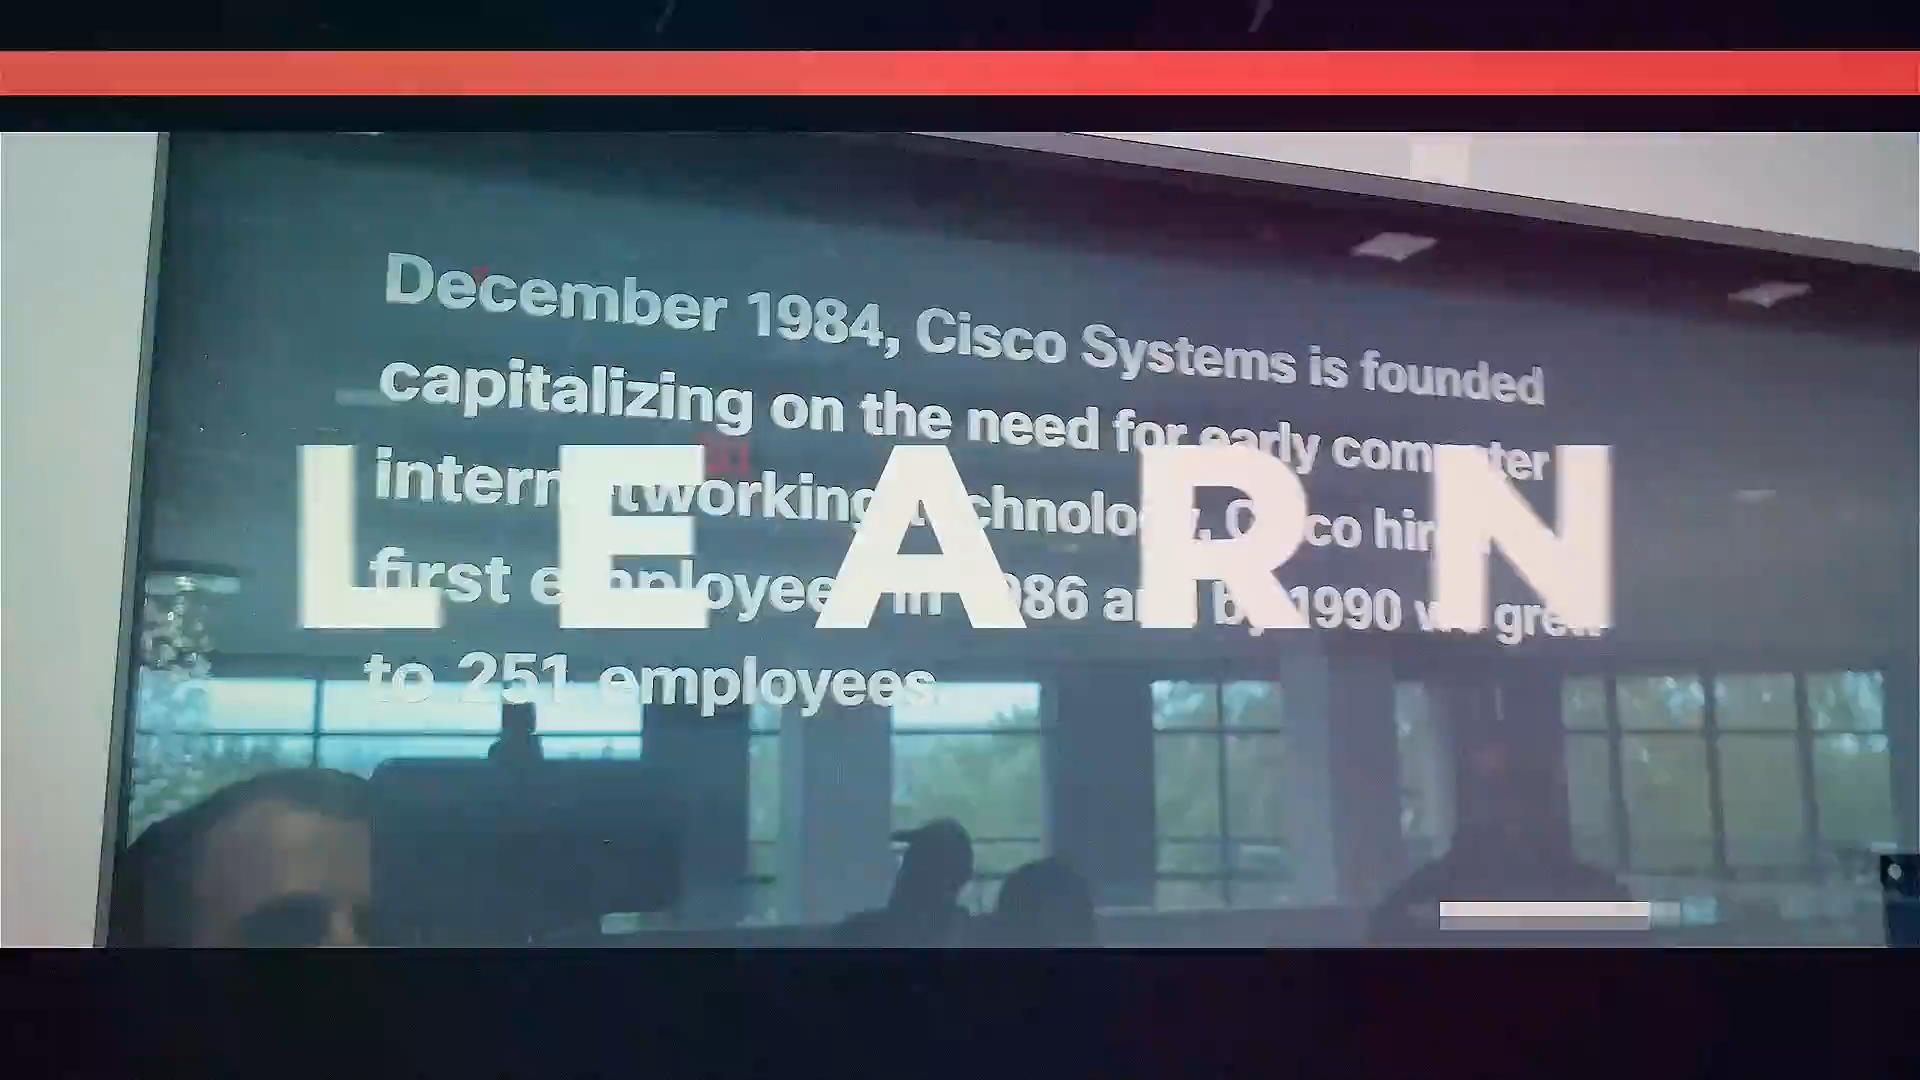 December 1984, Cisco Systems is founded
capitalizing on the need for early computer
internetworking technology. Cisco
LEARN
first employees in 1986 and by 1990 we grew
to 251 employees.